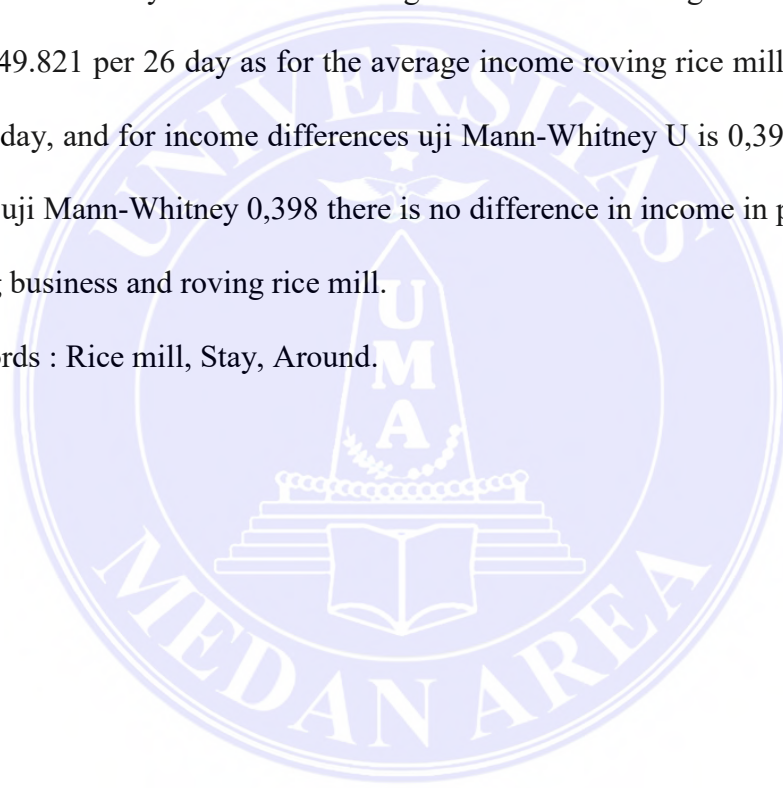 49.821 per 26 day as for the average income roving rice mill
day, and for income differences uji Mann-Whitney U is 0,39
uji Mann-Whitney 0,398 there is no difference in income in p
business and roving rice mill.
rds : Rice mill, Stay, Around.
UNIVERSITAS
UMA
MEDAN AREA